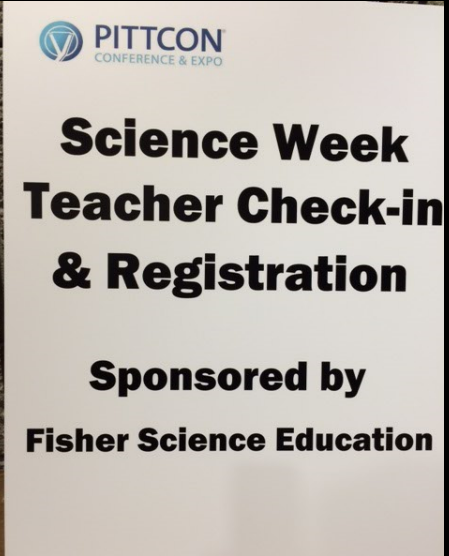 PITTCON
CONFERENCE & EXPO
Science Week
Teacher Check-in
& Registration
Sponsored by
Fisher Science Education